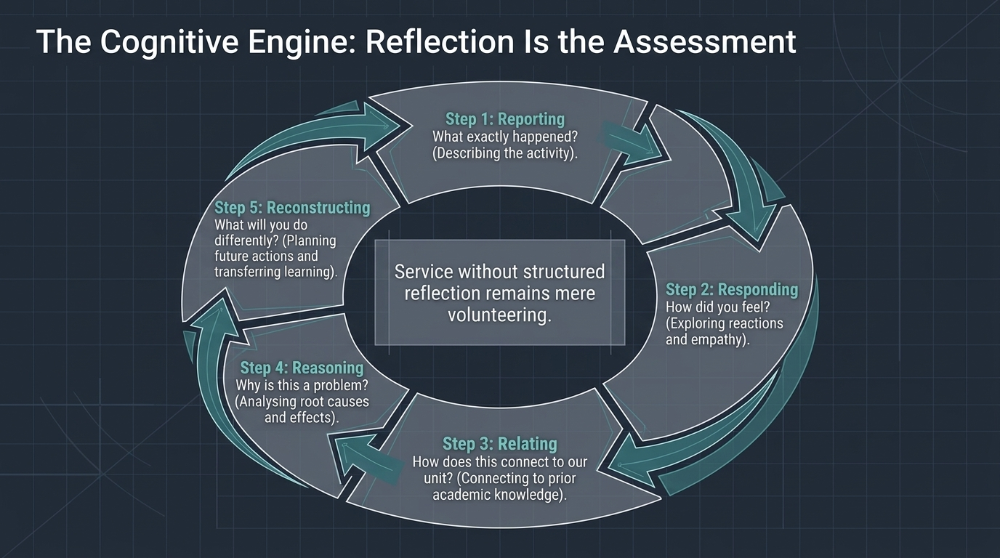 The Cognitive Engine: Reflection Is the Assessment
Step 1: Reporting
What exactly happened?
(Describing the activity).
Step 2: Responding
How did you feel?
(Exploring reactions
and empathy).
Step 3: Relating
How does this connect to our
unit? (Connecting to prior
academic knowledge).
Step 4: Reasoning
Why is this a problem?
(Analysing root causes
and effects).
Step 5: Reconstructing
What will you do
differently? (Planning
future actions and
transferring learning).
Service without structured
reflection remains mere
volunteering.